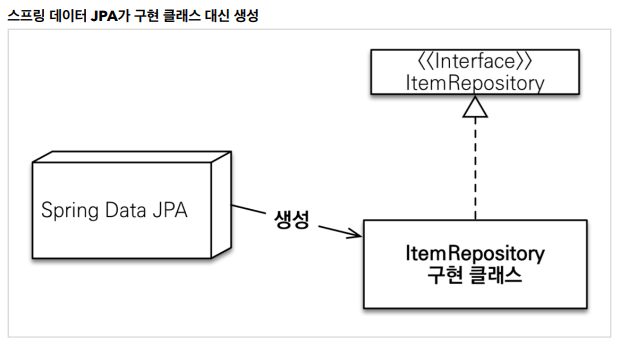 스프링 데이터 JPA가 구현 클래스 대신 생성
<<Interface>>
ItemRepository
Spring Data JPA
생성
ItemRepository
구현 클래스